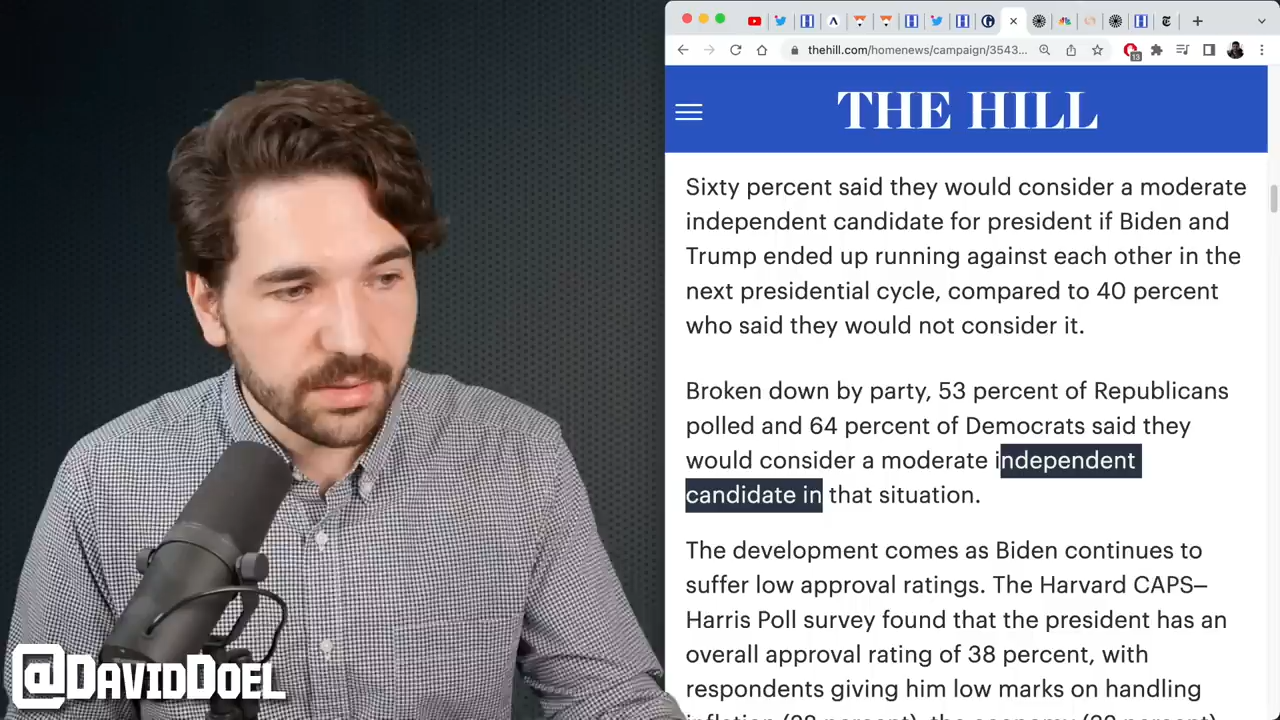 thehill.com/homenews/campaign/3543...
13
THE HILL
Sixty percent said they would consider a moderate
independent candidate for president if Biden and
Trump ended up running against each other in the
next presidential cycle, compared to 40 percent
who said they would not consider it.
Broken down by party, 53 percent of Republicans
polled and 64 percent of Democrats said they
would consider a moderate independent
candidate in that situation.
The development comes as Biden continues to
suffer low approval ratings. The Harvard CAPS–
Harris Poll survey found that the president has an
overall approval rating of 38 percent, with
respondents giving him low marks on handling
@DavidDoel